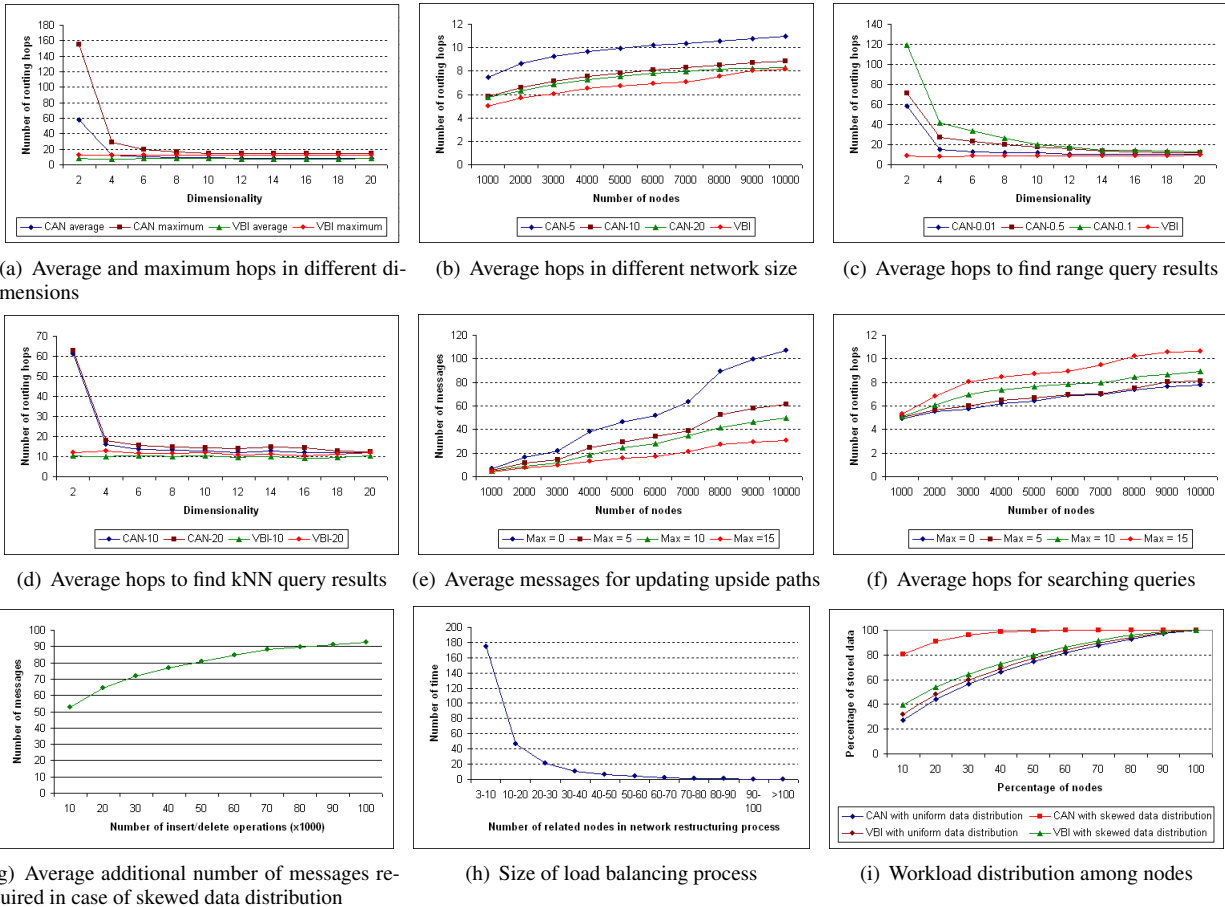 180
160
140
120
100
80
60
40
20
0
Number of routing hops
2 4 6 8 10 12 14 16 18 20
Dimensionality
CAN average CAN maximum VBI average VBI maximum
(a) Average and maximum hops in different di-
mensions
12
10
8
6
4
2
0
Number of routing hops
1000 2000 3000 4000 5000 6000 7000 8000 9000 10000
Number of nodes
CAN-5 CAN-10 CAN-20 VBI
(b) Average hops in different network size
140
120
100
80
60
40
20
0
Number of routing hops
2 4 6 8 10 12 14 16 18 20
Dimensionality
CAN-0.01 CAN-0.5 CAN-0.1 VBI
(c) Average hops to find range query results
70
60
50
40
30
20
10
0
Number of routing hops
2 4 6 8 10 12 14 16 18 20
Dimensionality
CAN-10 CAN-20 VBI-10 VBI-20
(d) Average hops to find kNN query results
120
100
80
60
40
20
0
Number of messages
1000 2000 3000 4000 5000 6000 7000 8000 9000 10000
Number of nodes
Max = 0 Max = 5 Max = 10 Max =15
(e) Average messages for updating upside paths
12
10
8
6
4
2
0
Number of routing hops
1000 2000 3000 4000 5000 6000 7000 8000 9000 10000
Number of nodes
Max = 0 Max = 5 Max = 10 Max = 15
(f) Average hops for searching queries
100
90
80
70
60
50
40
30
20
10
0
Number of messages
10 20 30 40 50 60 70 80 90 100
Number of insert/delete operations (x1000)
g) Average additional number of messages re-
uired in case of skewed data distribution
200
180
160
140
120
100
80
60
40
20
0
Number of time
3-10 10-20 20-30 30-40 40-50 50-60 60-70 70-80 80-90 90- >100
100
Number of related nodes in network restructuring process
(h) Size of load balancing process
100
80
60
40
20
0
Percentage of stored data
10 20 30 40 50 60 70 80 90 100
Percentage of nodes
CAN with uniform data distribution CAN with skewed data distribution
VBI with uniform data distribution VBI with skewed data distribution
(i) Workload distribution among nodes